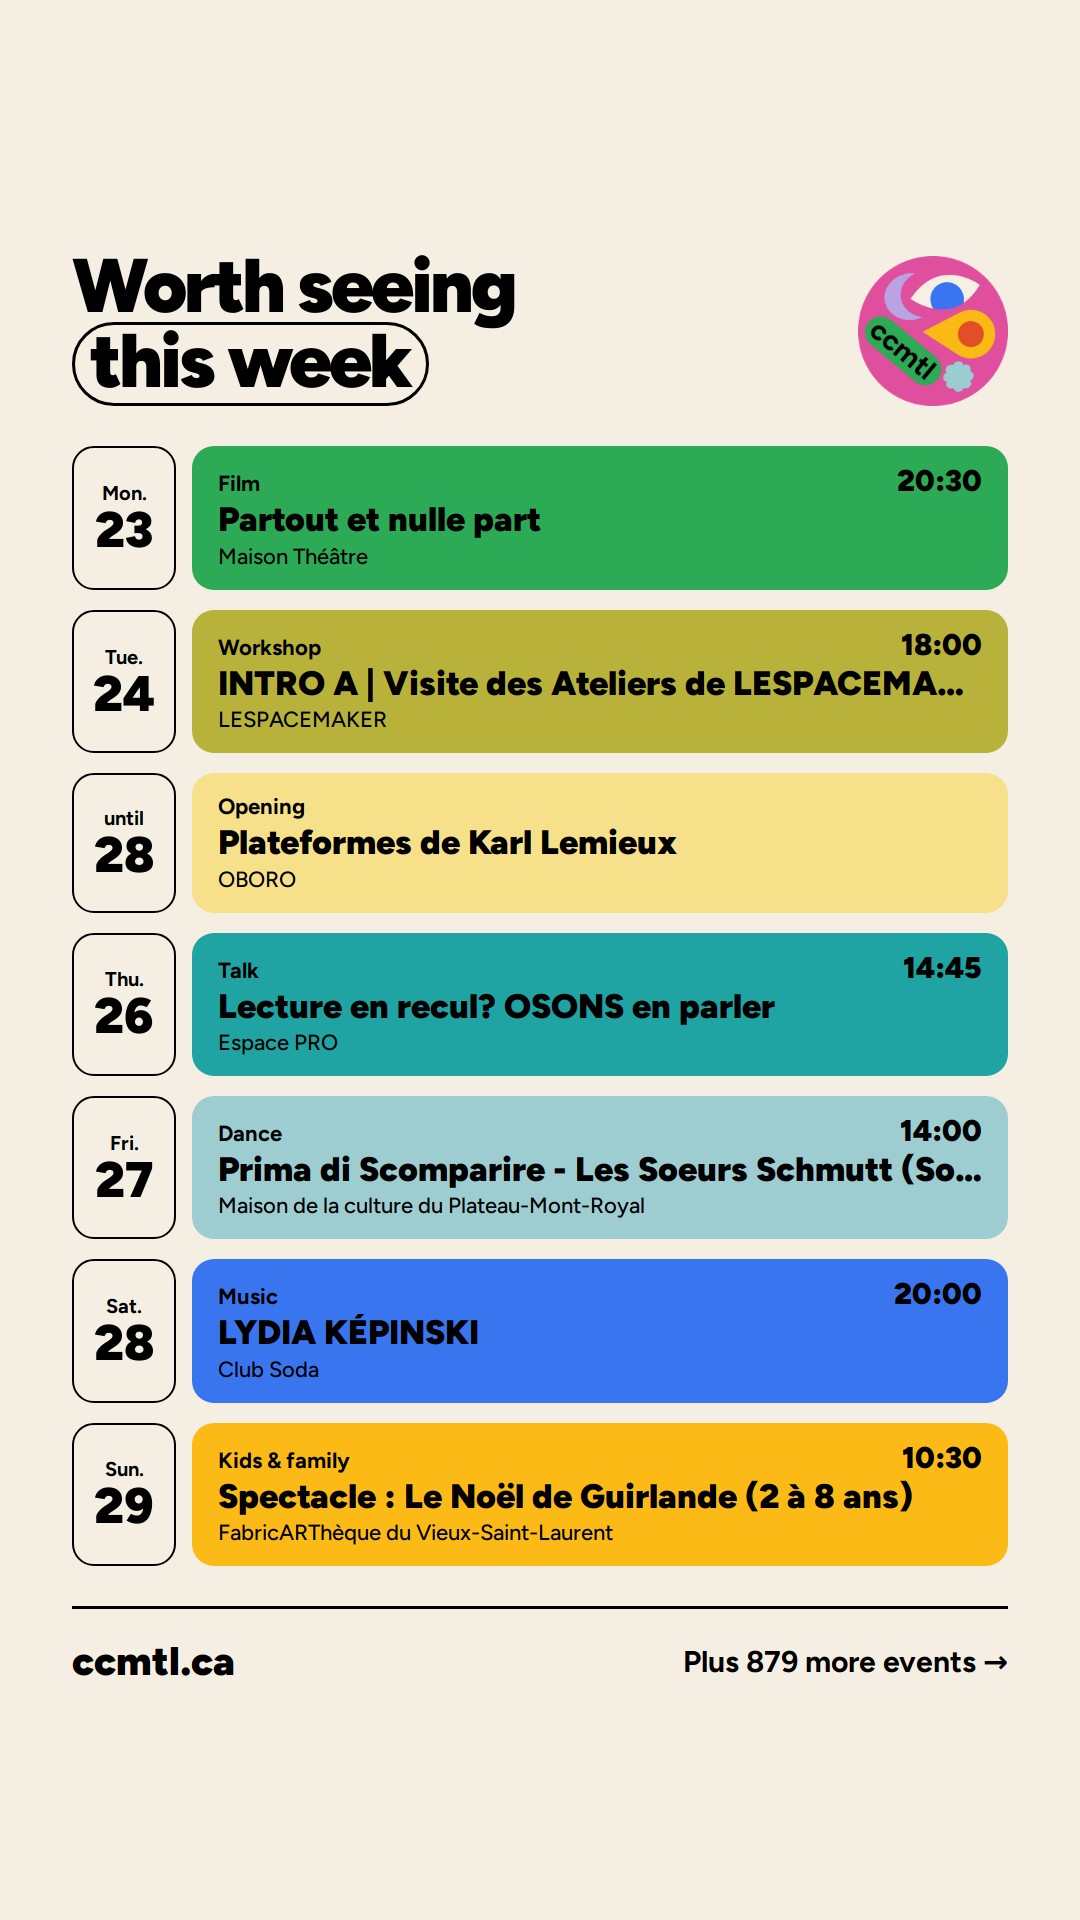 Worth seeing
this week
ccmtl
Mon.
23
Film
20:30
Partout et nulle part
Maison Théâtre
Tue.
24
Workshop
18:00
INTRO A | Visite des Ateliers de LESPACEMA...
LESPACEMAKER
until
28
Opening
Plateformes de Karl Lemieux
OBORO
Thu.
26
Talk
14:45
Lecture en recul? OSONS en parler
Espace PRO
Fri.
27
Dance
14:00
Prima di Scomparire - Les Soeurs Schmutt (So...
Maison de la culture du Plateau-Mont-Royal
Sat.
28
Music
20:00
LYDIA KÉPINSKI
Club Soda
Sun.
29
Kids & family
10:30
Spectacle : Le Noël de Guirlande (2 à 8 ans)
FabricARThèque du Vieux-Saint-Laurent
ccmtl.ca
Plus 879 more events →